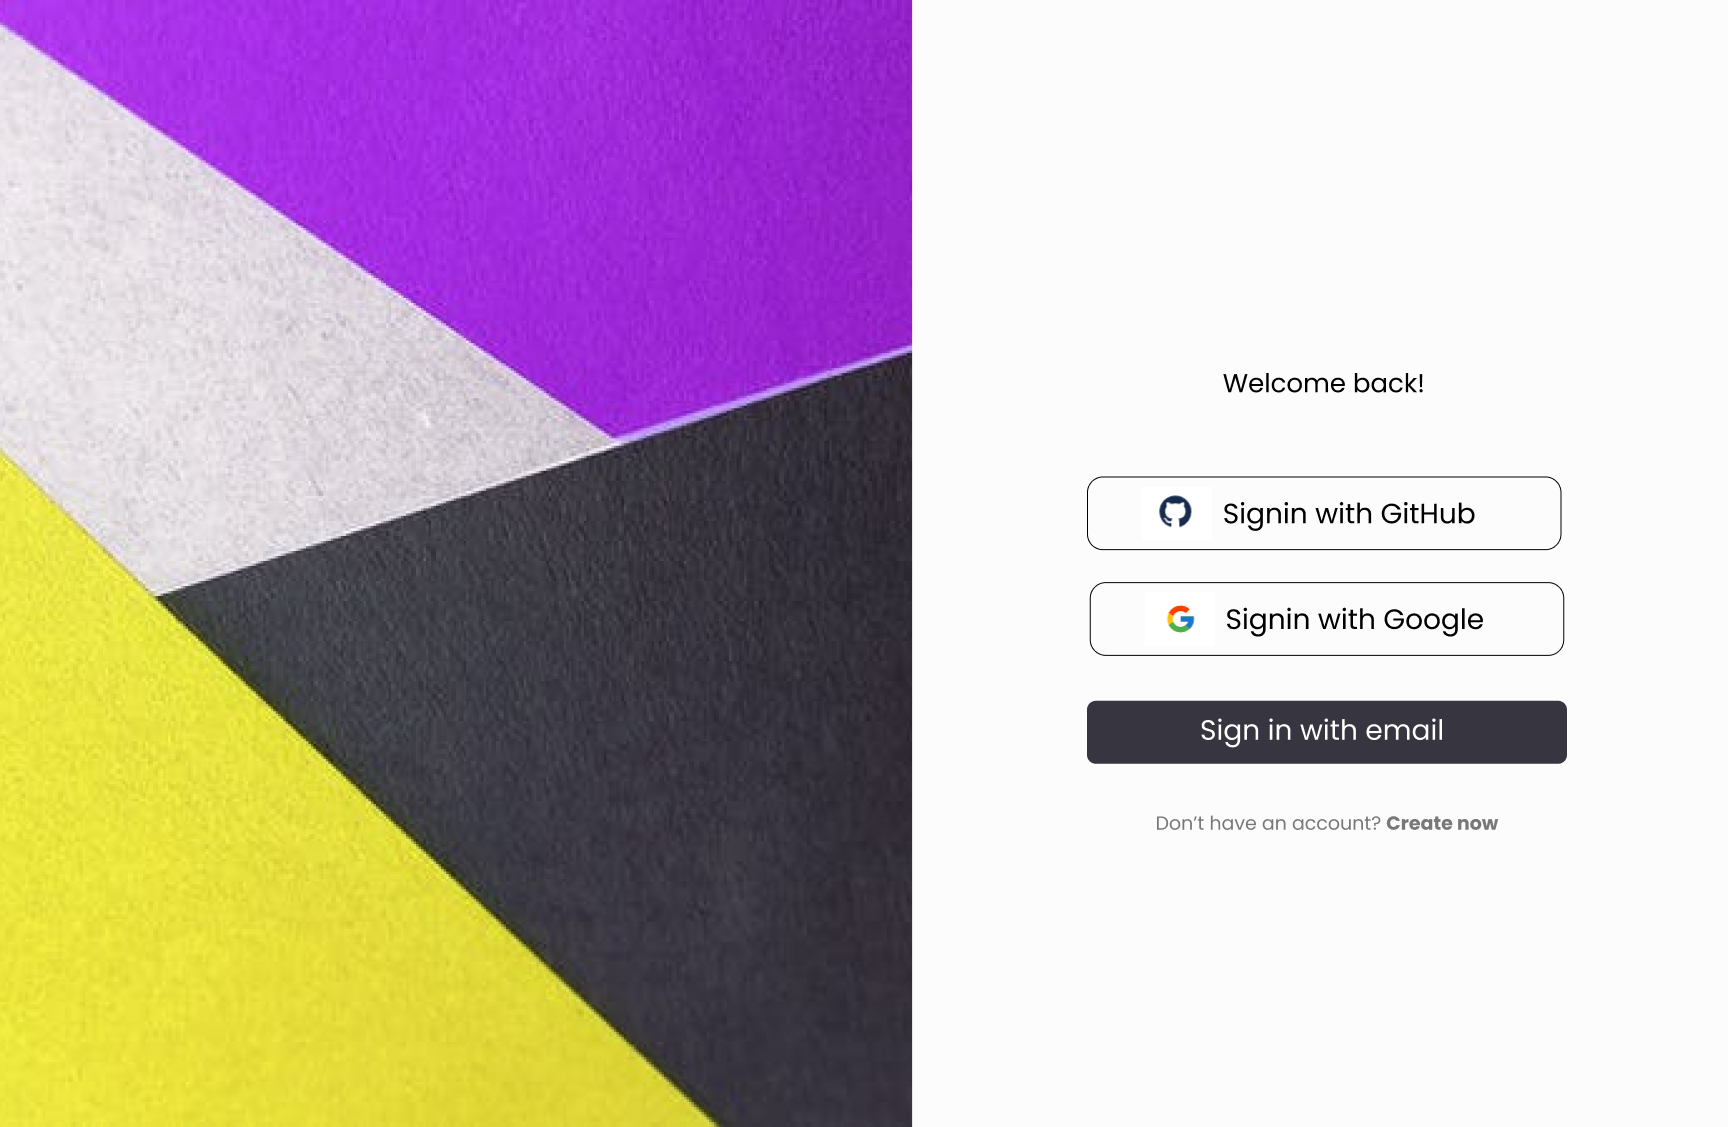 Welcome back!
Signin with GitHub
Signin with Google
Sign in with email
Don’t have an account? Create now